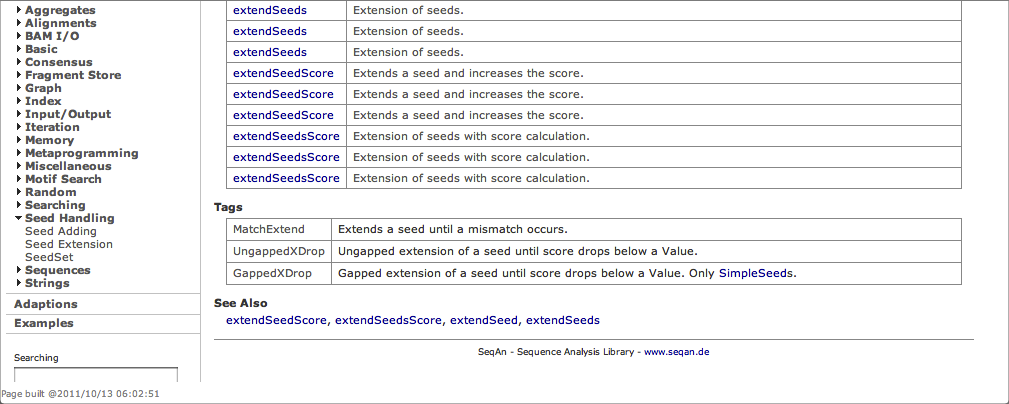 Aggregates
Alignments
BAM I/O
Basic
Consensus
Fragment Store
Graph
Index
Input/Output
Iteration
Memory
Metaprogramming
Miscellaneous
Motif Search
Random
Searching
Seed Handling
Seed Adding
Seed Extension
SeedSet
Sequences
Strings
Adaptions
Examples
Searching
extendSeeds Extension of seeds.
extendSeeds Extension of seeds.
extendSeeds Extension of seeds.
extendSeedScore Extends a seed and increases the score.
extendSeedScore Extends a seed and increases the score.
extendSeedScore Extends a seed and increases the score.
extendSeedsScore Extension of seeds with score calculation.
extendSeedsScore Extension of seeds with score calculation.
extendSeedsScore Extension of seeds with score calculation.
Tags
MatchExtend Extends a seed until a mismatch occurs.
UngappedXDrop Ungapped extension of a seed until score drops below a Value.
GappedXDrop Gapped extension of a seed until score drops below a Value. Only SimpleSeeds.
See Also
extendSeedScore, extendSeedsScore, extendSeed, extendSeeds
SeqAn - Sequence Analysis Library - www.seqan.de
Page built @2011/10/13 06:02:51